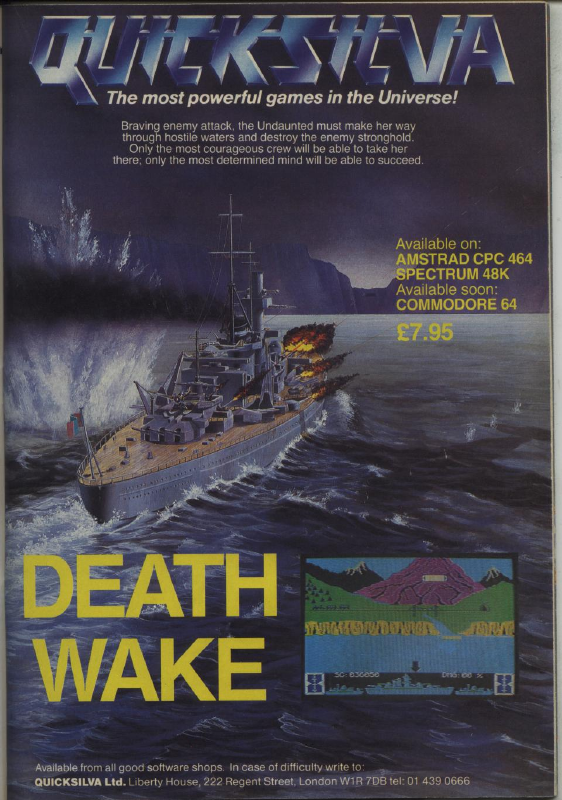 QUICKSILVA
The most powerful games in the Universe!
Braving enemy attack, the Undaunted must make her way
through hostile waters and destroy the enemy stronghold.
Only the most courageous crew will be able to take her
there; only the most determined mind will be able to succeed.
Available on:
AMSTRAD CPC 464
SPECTRUM 48K
Available soon:
COMMODORE 64
£7.95
DEATH
WAKE
Available from all good software shops. In case of difficulty write to:
QUICKSILVA Ltd. Liberty House, 222 Regent Street, London W1R 7DB tel: 01 439 0666